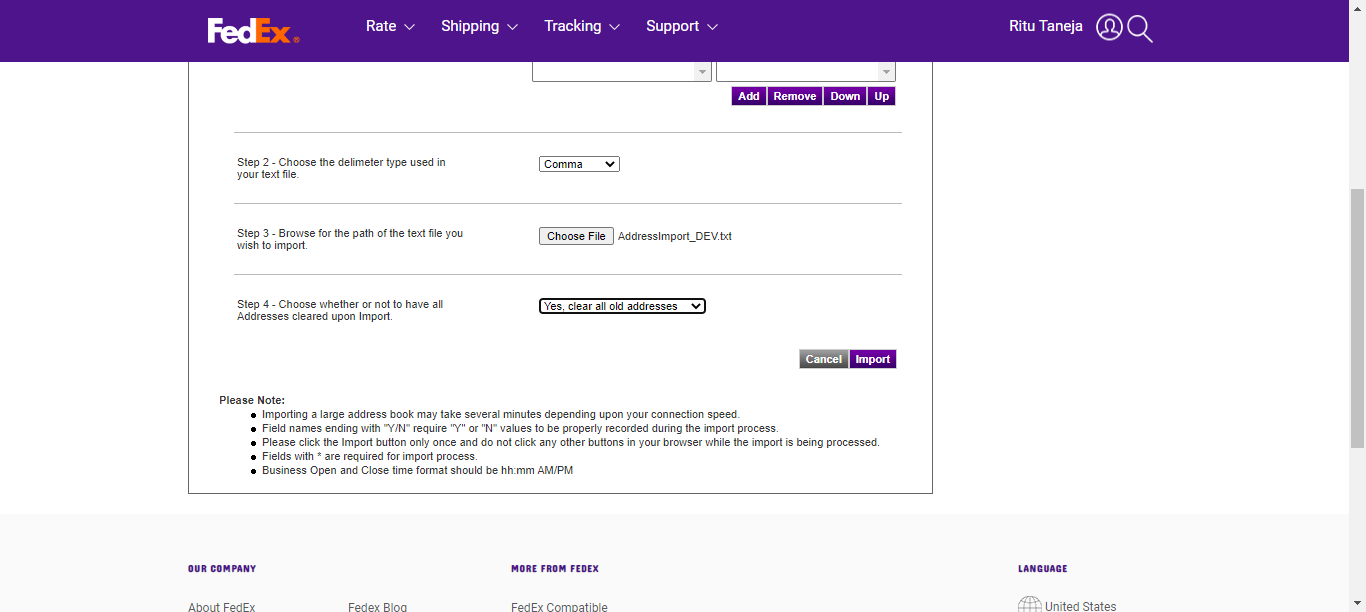 FedEx®
Rate
Shipping
Tracking
Support
Ritu Taneja
Add
Remove
Down
Up
Step 2 - Choose the delimeter type used in
your text file.
Comma
Step 3 - Browse for the path of the text file you
wish to import.
Choose File
AddressImport_DEV.txt
Step 4 - Choose whether or not to have all
Addresses cleared upon Import.
Yes, clear all old addresses
Cancel
Import
Please Note:
Importing a large address book may take several minutes depending upon your connection speed.
Field names ending with "Y/N" require "Y" or "N" values to be properly recorded during the import process.
Please click the Import button only once and do not click any other buttons in your browser while the import is being processed.
Fields with * are required for import process.
Business Open and Close time format should be hh:mm AM/PM
OUR COMPANY
MORE FROM FEDEX
LANGUAGE
About FedEx
Fedex Blog
FedEx Compatible
United States